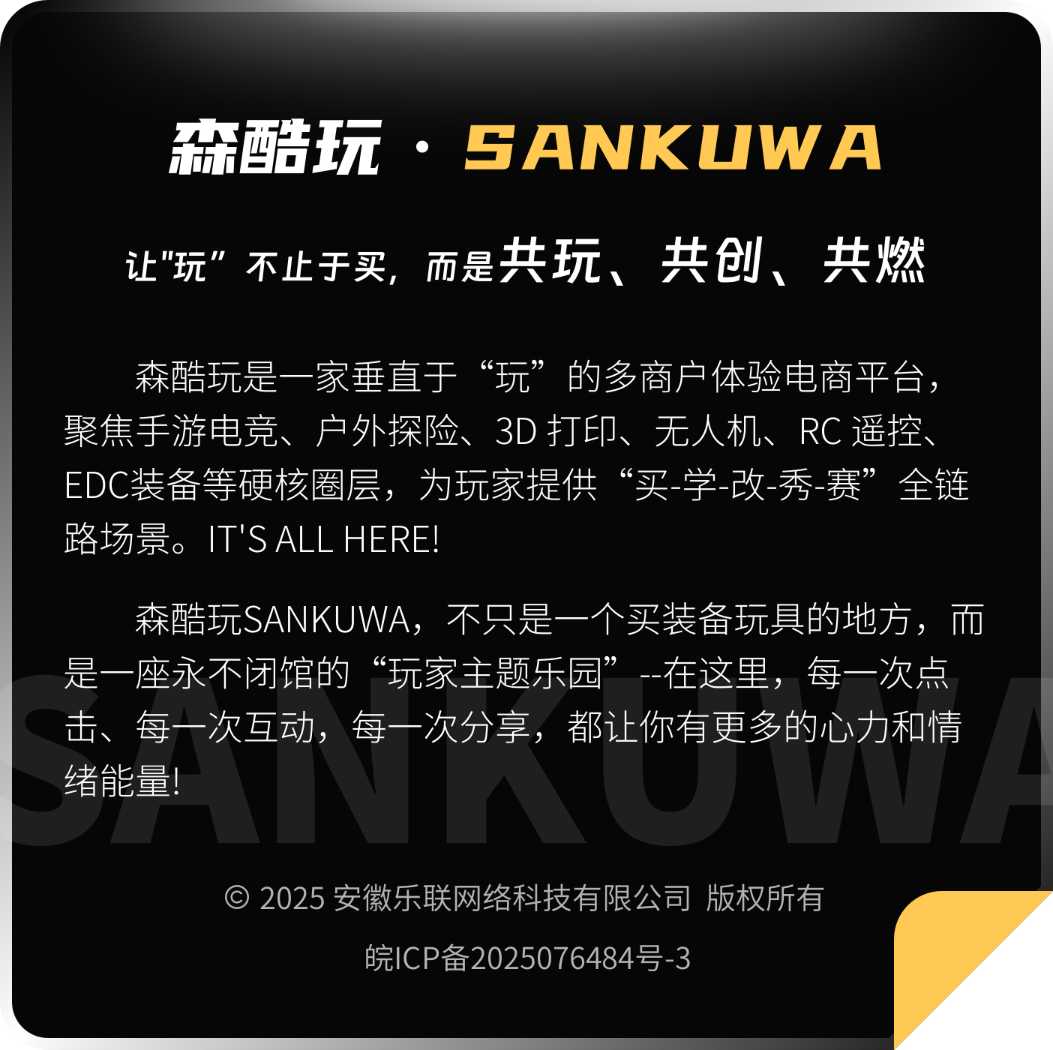 森酷玩 · SANKUWA
让"玩” 不止于买，而是共玩、共创、共燃
森酷玩是一家垂直于“玩”的多商户体验电商平台，
聚焦手游电竞、户外探险、3D 打印、无人机、RC 遥控、
EDC装备等硬核圈层，为玩家提供“买-学-改-秀-赛”全链
路场景。IT'S ALL HERE!
森酷玩SANKUWA，不只是一个买装备玩具的地方，而
是一座永不闭馆的“玩家主题乐园”--在这里，每一次点
击、每一次互动，每一次分享，都让你有更多的心力和情
绪能量!
SANKUWA
© 2025 安徽乐联网络科技有限公司 版权所有
皖ICP备2025076484号-3